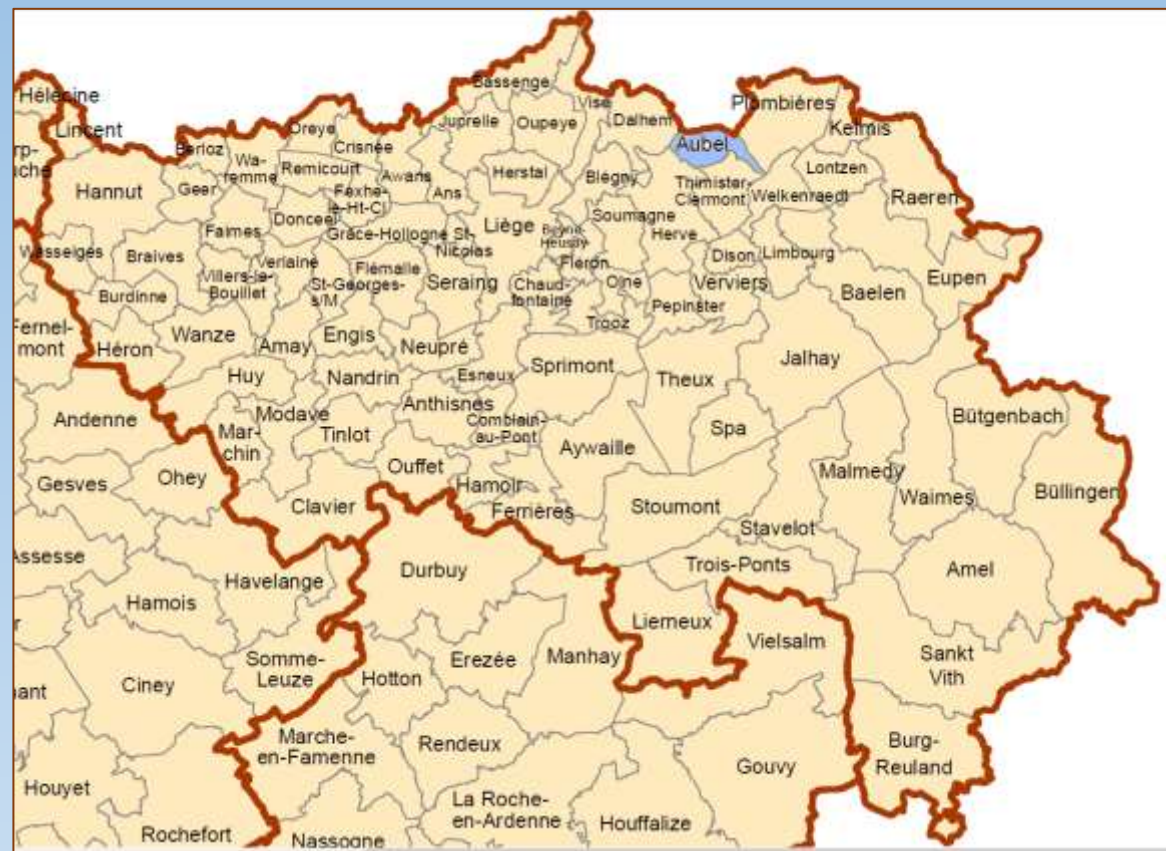 Bassenge
Hélécine
Visé
Plombières
Lincent
Oreye
Juprelle
Oupeye
Dalhem
Kelmis
Berloz
Crisnée
Aubel
Wa-
remme
Remicourt
Awans
Ans
Herstal
Blégny
Thimister-
Clermont
Lontzen
Hannut
Geer
Fexhe-
le-Ht-Cl
Welkenraedt
Raeren
Donceel
Faimes
Liège
Soumagne
Grâce-Hollogne
St-
Nicolas
Beyne-
Heusay
Herve
Wasseiges
Braives
Verlaine
Fléron
Dison
Limbourg
Villers-le-
Bouillet
St-Georges-
s/M
Flémalle
Seraing
Chaud-
fontaine
Olne
Verviers
Eupen
Burdinne
Pepinster
Baelen
Trooz
Fernel-
mont
Héron
Wanze
Amay
Engis
Neupré
Sprimont
Jalhay
Huy
Nandrin
Esneux
Theux
Andenne
Modave
Anthisnes
Comblain-
au-Pont
Spa
Bütgenbach
Mar-
chin
Tinlot
Aywaille
Gesves
Ohey
Ouffet
Malmedy
Waimes
Büllingen
Clavier
Hamoir
Ferrières
Stoumont
Stavelot
Assesse
Havelange
Durbuy
Trois-Ponts
Amel
Hamois
Lierneux
Vielsalm
Somme-
Leuze
Erezée
Manhay
Sankt
Vith
Ciney
Hotton
Marche-
en-Famenne
Rendeux
Burg-
Reuland
Houyet
Gouvy
La Roche-
en-Ardenne
Houffalize
Rochefort
Nassogne